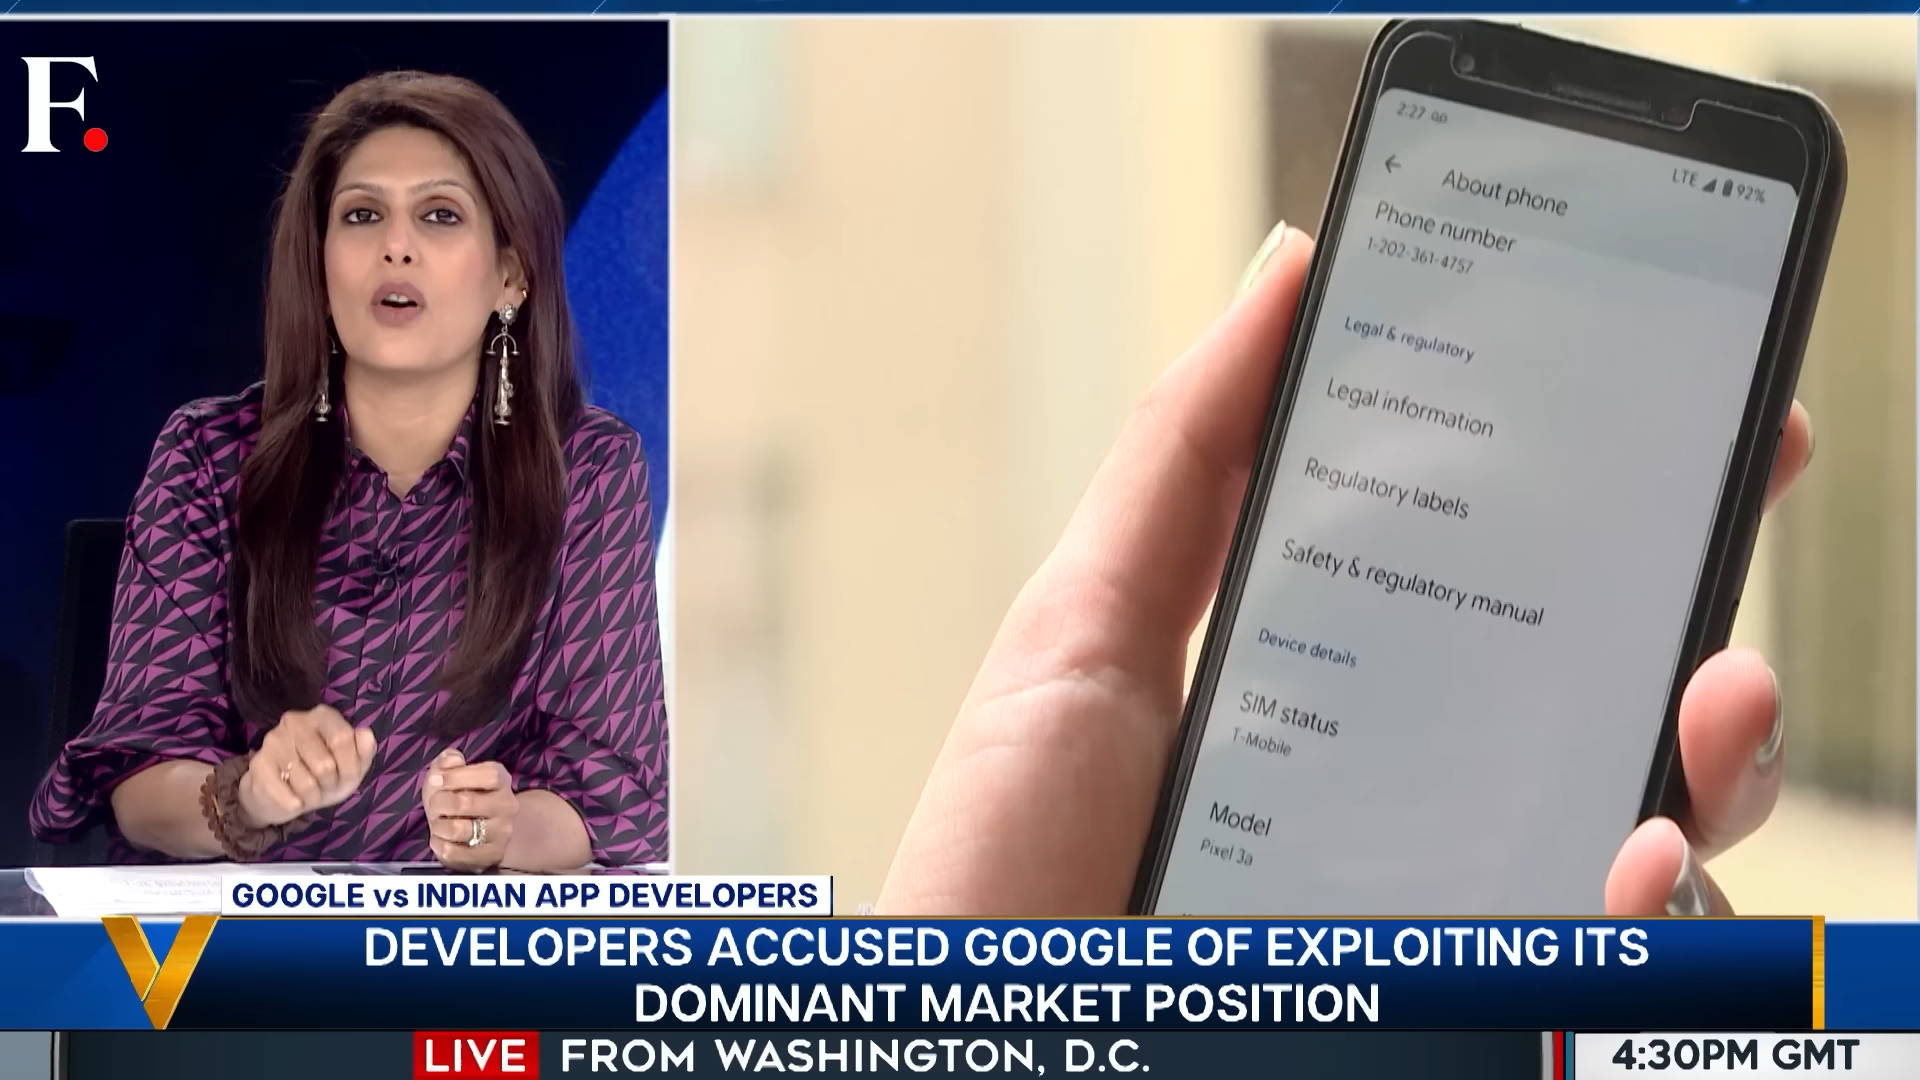 F.
2:27
LTE 92%
About phone
Phone number
1-202-361-4757
Legal & regulatory
Legal information
Regulatory labels
Safety & regulatory manual
Device details
SIM status
T-Mobile
Model
Pixel 3a
GOOGLE vs INDIAN APP DEVELOPERS
DEVELOPERS ACCUSED GOOGLE OF EXPLOITING ITS
DOMINANT MARKET POSITION
LIVE FROM WASHINGTON, D.C.
4:30PM GMT